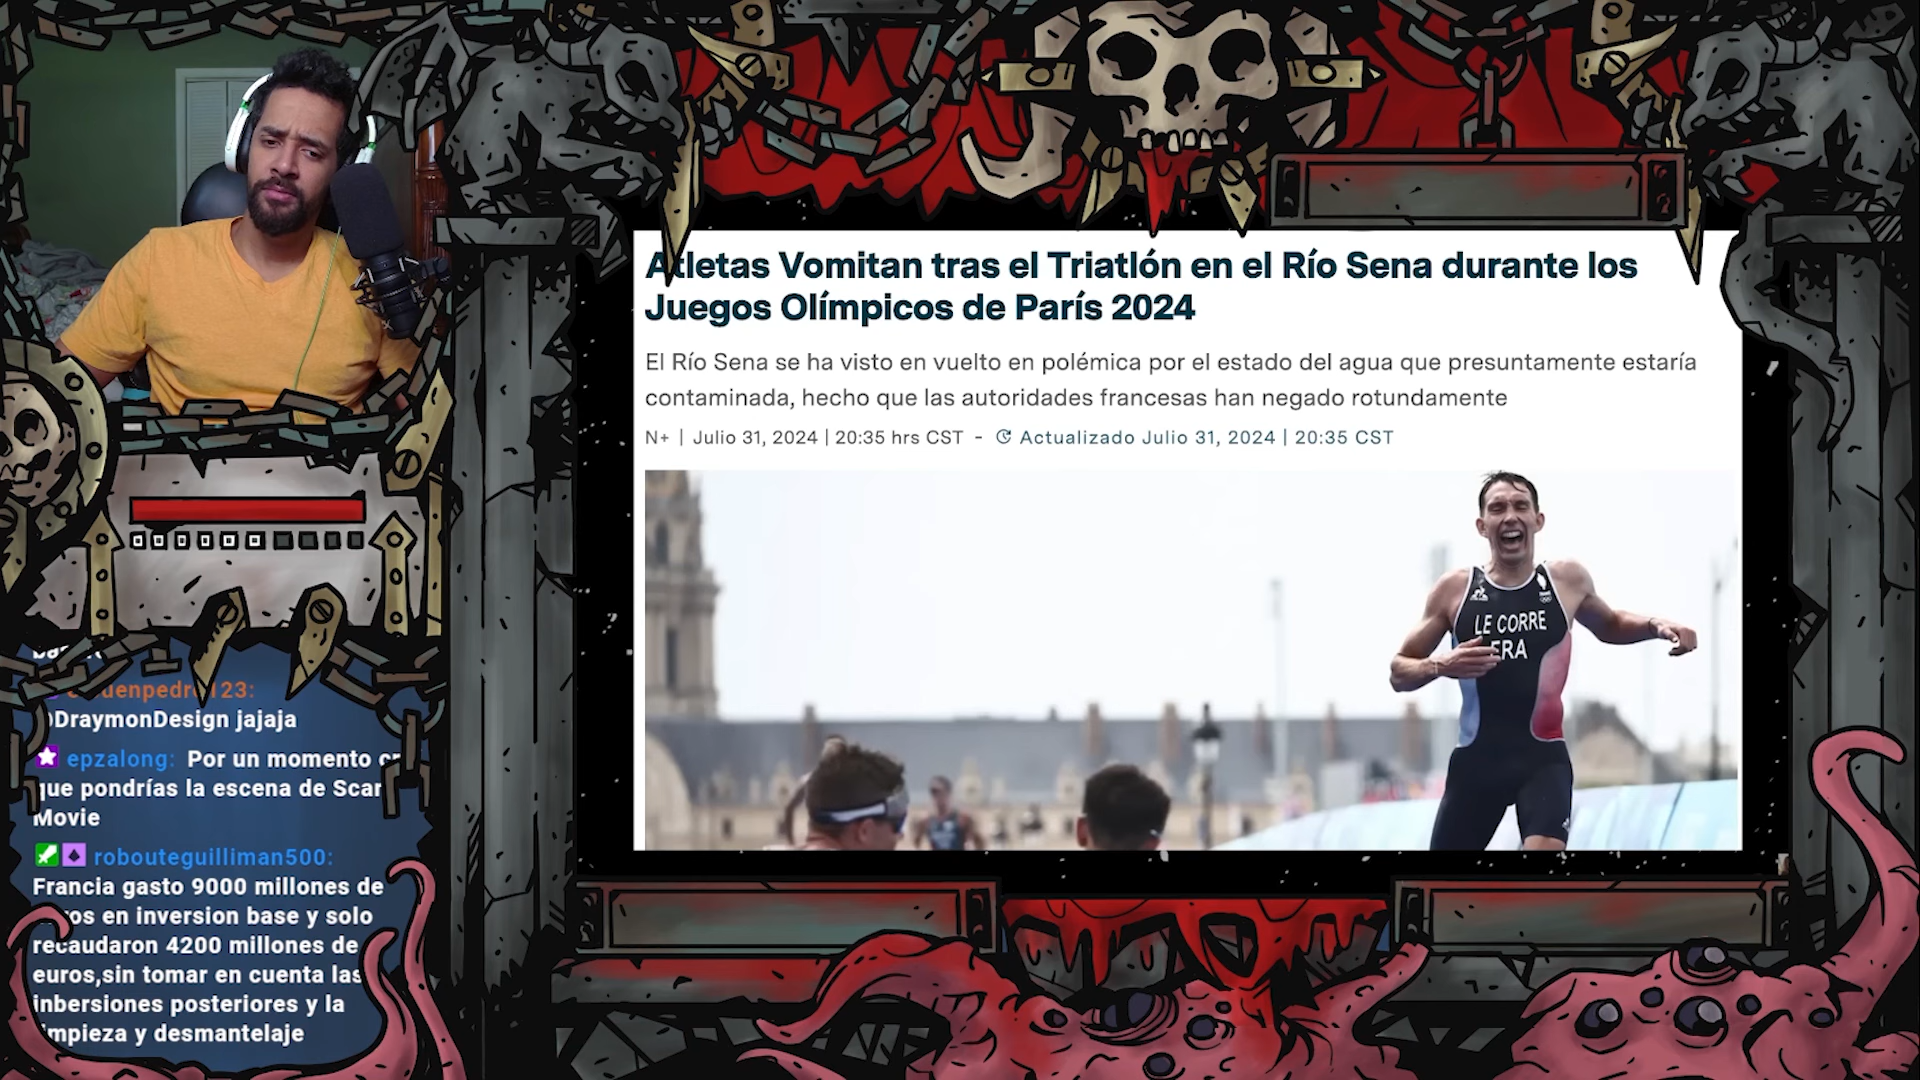 Atletas Vomitan tras el Triatlón en el Río Sena durante los
Juegos Olímpicos de París 2024
El Río Sena se ha visto en vuelto en polémica por el estado del agua que presuntamente estaría
contaminada, hecho que las autoridades francesas han negado rotundamente
N+ | Julio 31, 2024 | 20:35 hrs CST - Actualizado Julio 31, 2024 | 20:35 CST
LE CORRE
FRA
DraymonDesign jajaja
epzalong: Por un momento
que pondrías la escena de
Movie
robouteguilliman500:
Francia gasto 9000 millones de
en inversion base y solo
recaudaron 4200 millones de
euros,sin tomar en cuenta las
inbersiones posteriores y la
y desmantelaje